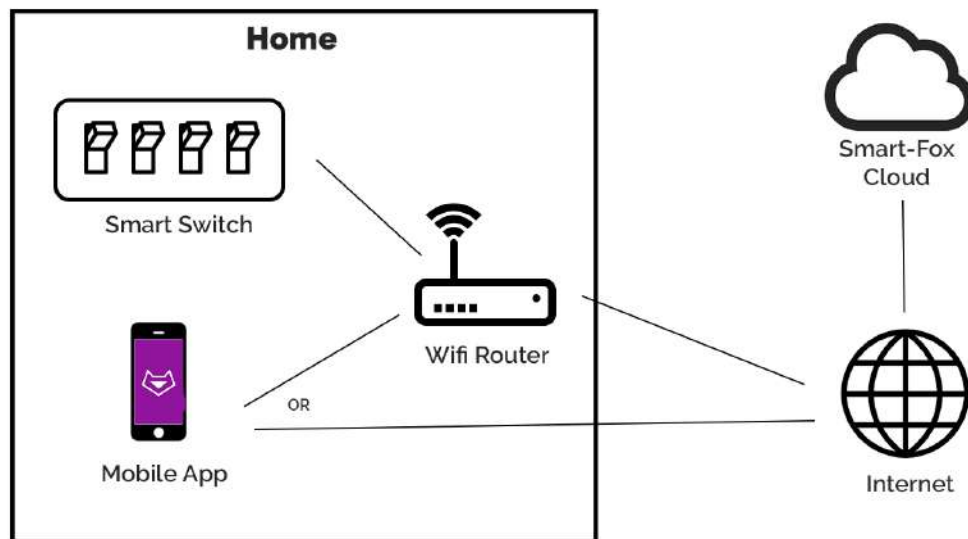 Home
Smart Switch
Wifi Router
OR
Mobile App
Smart-Fox
Cloud
Internet